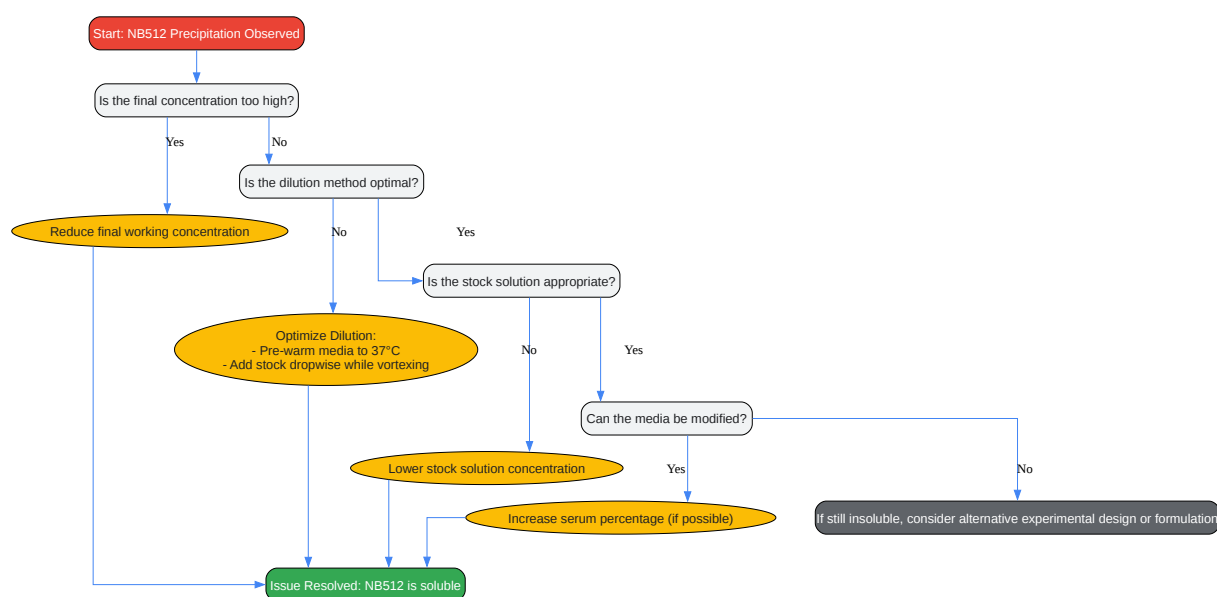 Start: NB512 Precipitation Observed
Is the final concentration too high?
Yes
No
Is the dilution method optimal?
Reduce final working concentration
No
Yes
Is the stock solution appropriate?
Optimize Dilution:
- Pre-warm media to 37°C
- Add stock dropwise while vortexing
No
Yes
Can the media be modified?
Lower stock solution concentration
Yes
No
Increase serum percentage (if possible)
If still insoluble, consider alternative experimental design or formulation
Issue Resolved: NB512 is soluble